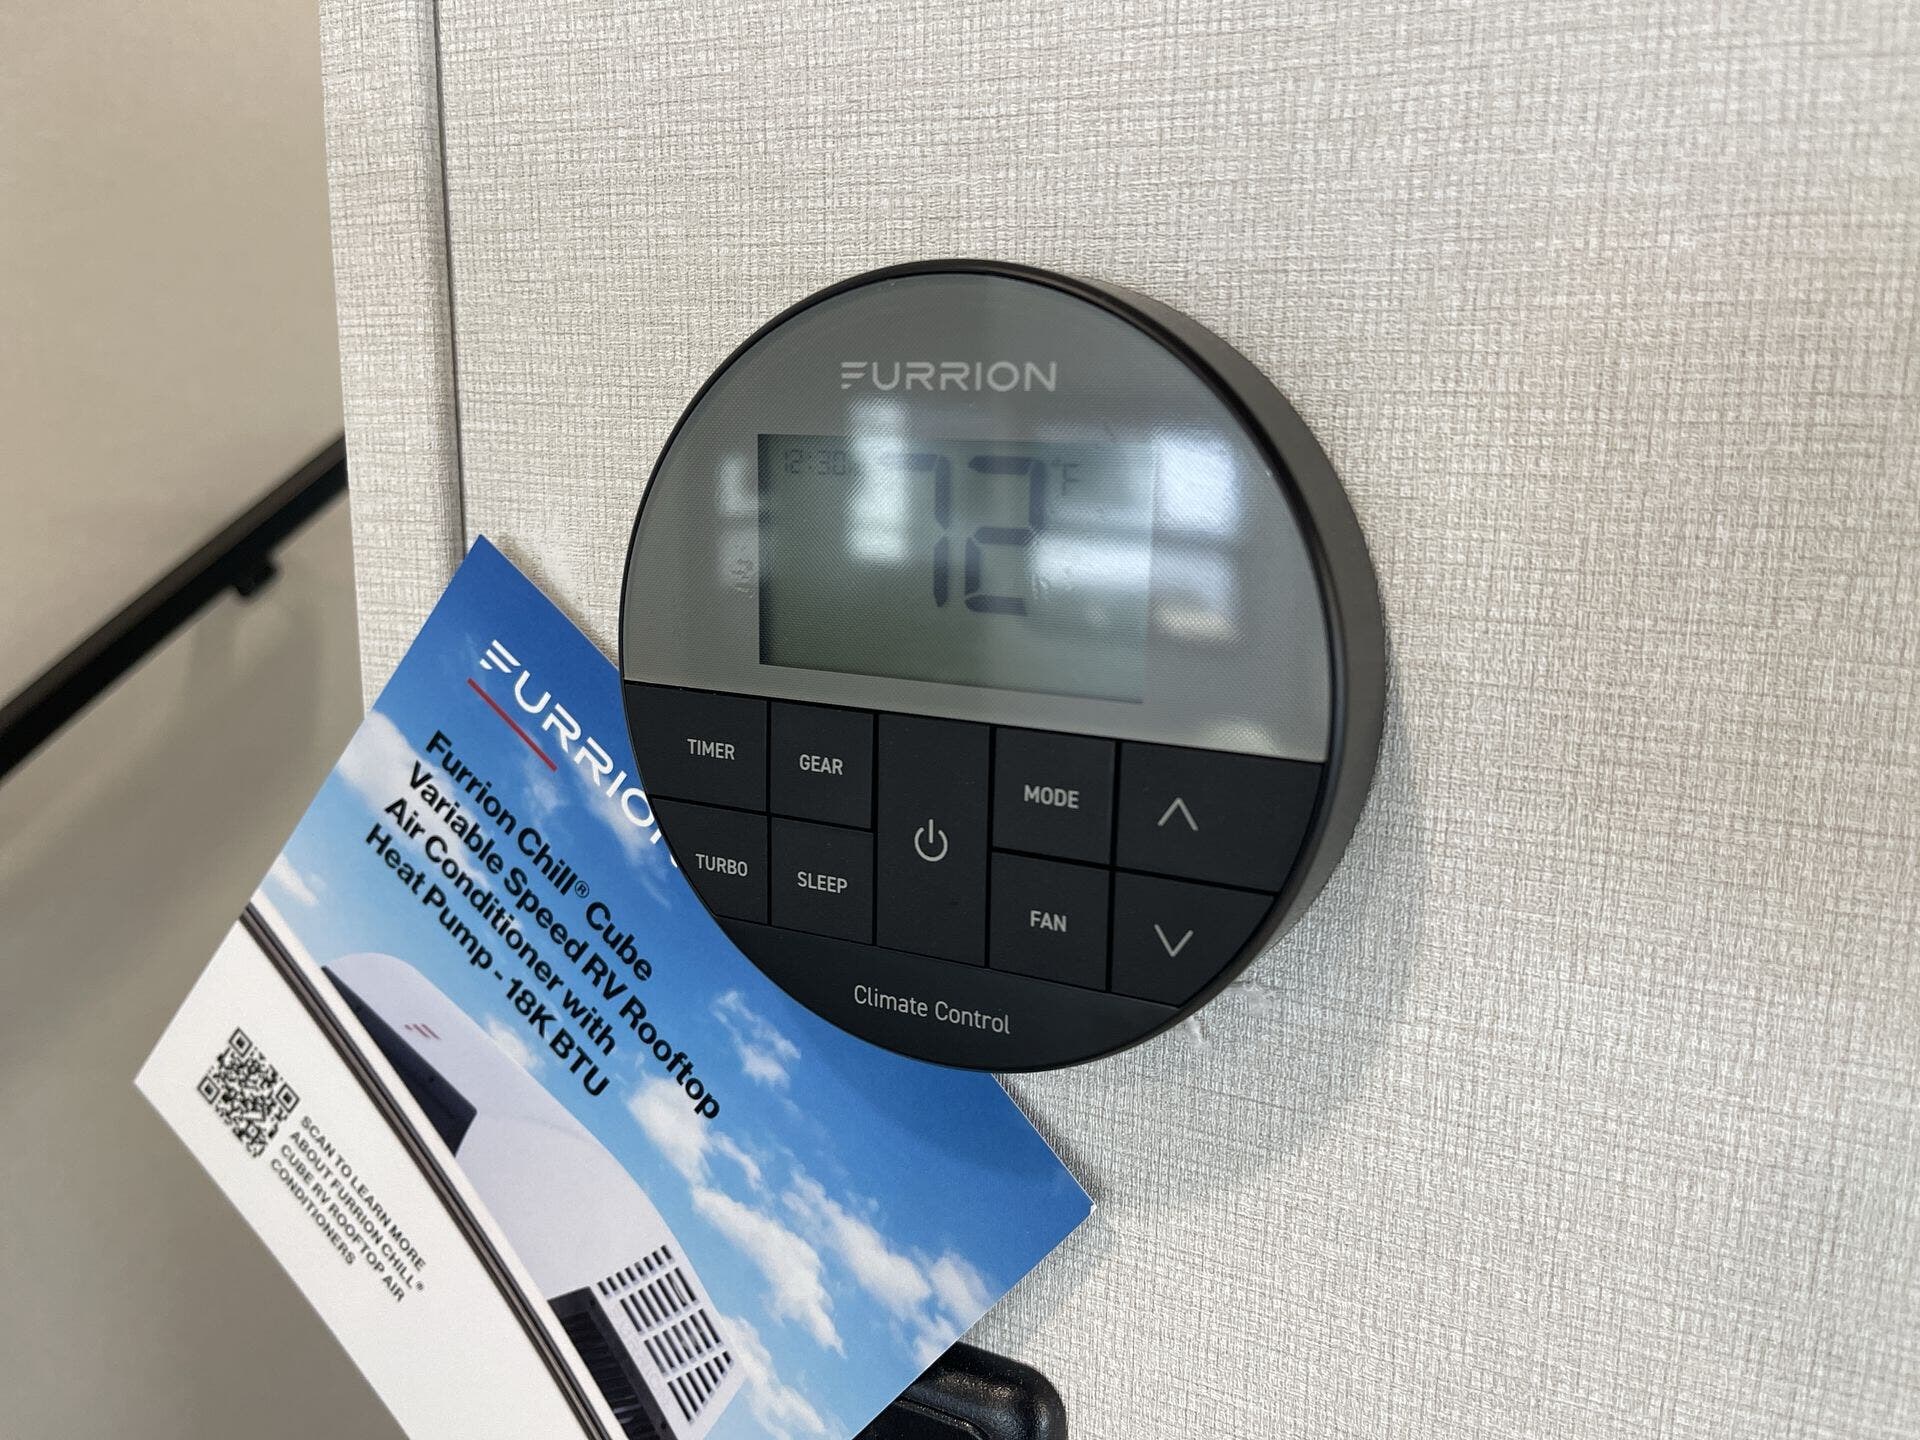 FURRION
12:30
72 °F
TIMER
GEAR
MODE
TURBO
SLEEP
FAN
Climate Control
FURRION
Furrion Chill® Cube
Variable Speed RV Rooftop
Air Conditioner with
Heat Pump - 18K BTU
SCAN TO LEARN MORE
ABOUT FURRION CHILL®
CUBE RV ROOFTOP AIR
CONDITIONERS